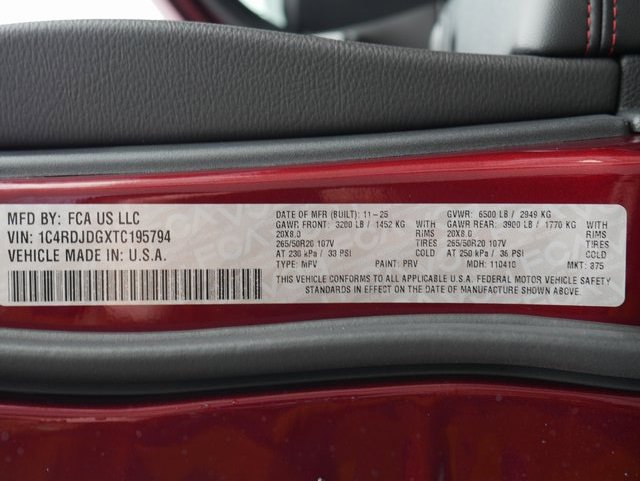 MFD BY: FCA US LLC
VIN: 1C4RDJDGXTC195794
VEHICLE MADE IN: U.S.A.
DATE OF MFR (BUILT): 11-25 GVWR: 6500 LB / 2949 KG
GAWR FRONT: 3200 LB / 1452 KG WITH GAWR REAR: 3900 LB / 1770 KG WITH
20X8.0 RIMS 20X8.0 RIMS
265/50R20 107V TIRES 265/50R20 107V TIRES
AT 230 kPa / 33 PSI COLD AT 250 kPa / 36 PSI COLD
TYPE: MPV PAINT: PRV MDH: 110410 MKT: 875
THIS VEHICLE CONFORMS TO ALL APPLICABLE U.S.A. FEDERAL MOTOR VEHICLE SAFETY
STANDARDS IN EFFECT ON THE DATE OF MANUFACTURE SHOWN ABOVE.